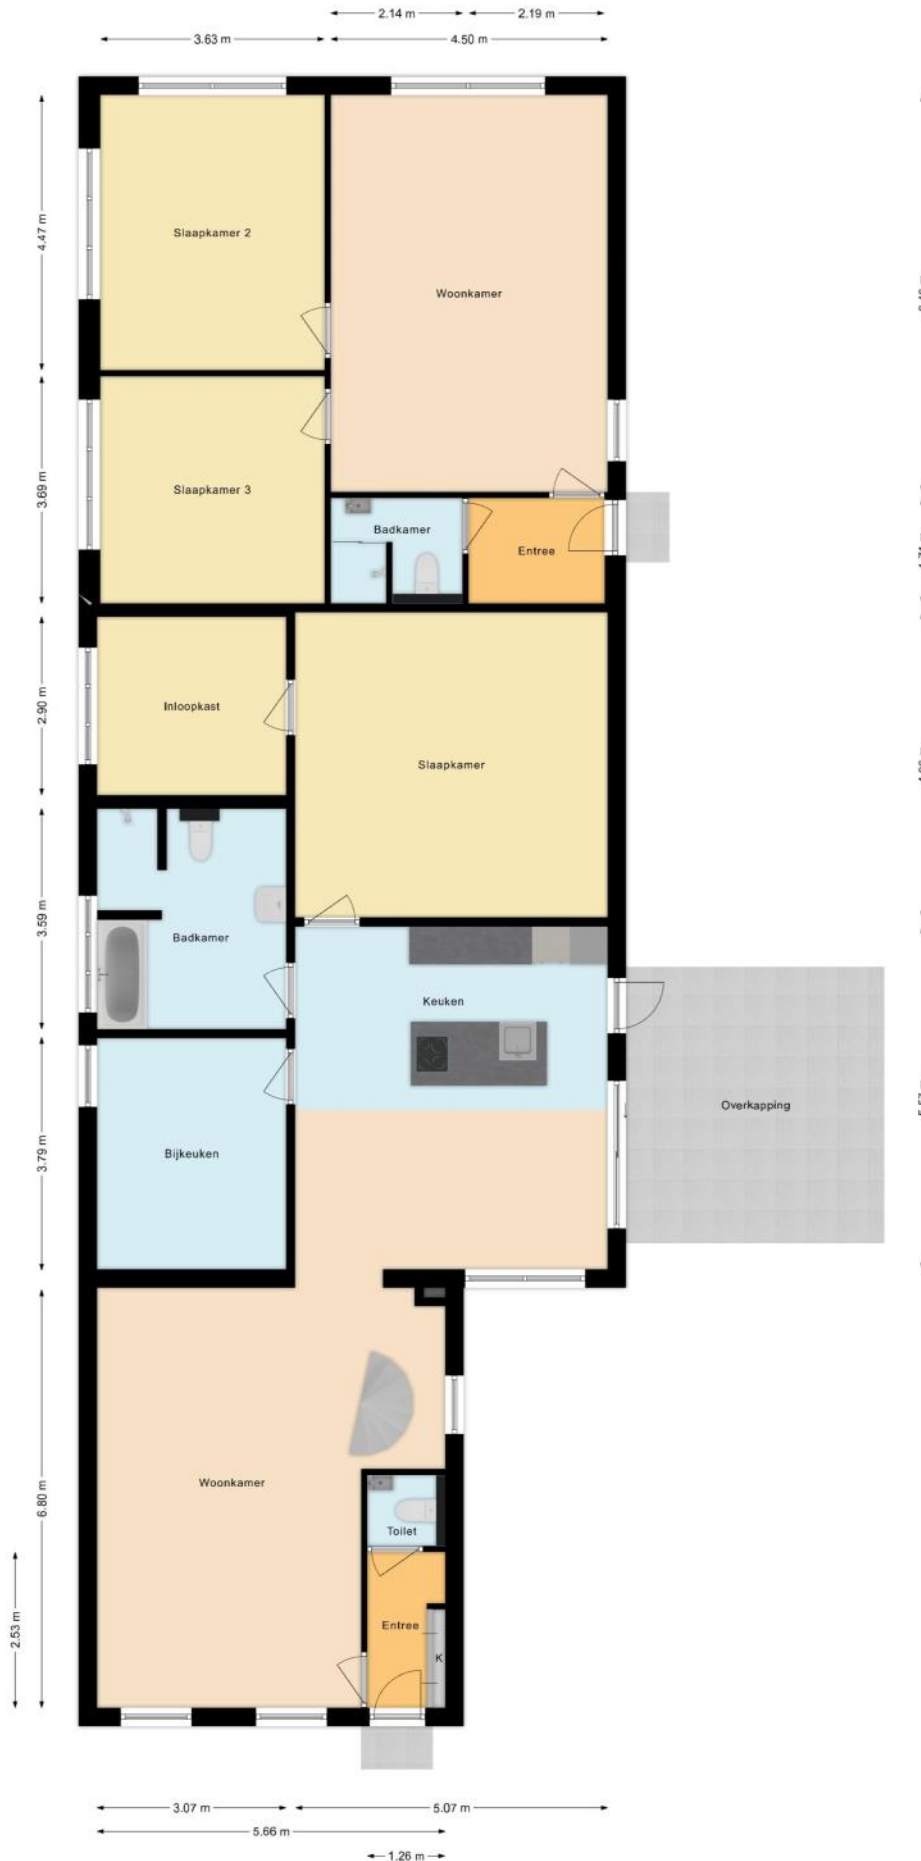 2.14 m
2.19 m
3.63 m
4.50 m
4.47 m
Slaapkamer 2
Woonkamer
3.69 m
Slaapkamer 3
Badkamer
Entree
2.90 m
Inloopkast
Slaapkamer
3.59 m
Badkamer
Keuken
Overkapping
3.79 m
Bijkeuken
6.80 m
Woonkamer
Toilet
2.53 m
Entree
K
3.07 m
5.07 m
5.66 m
1.26 m